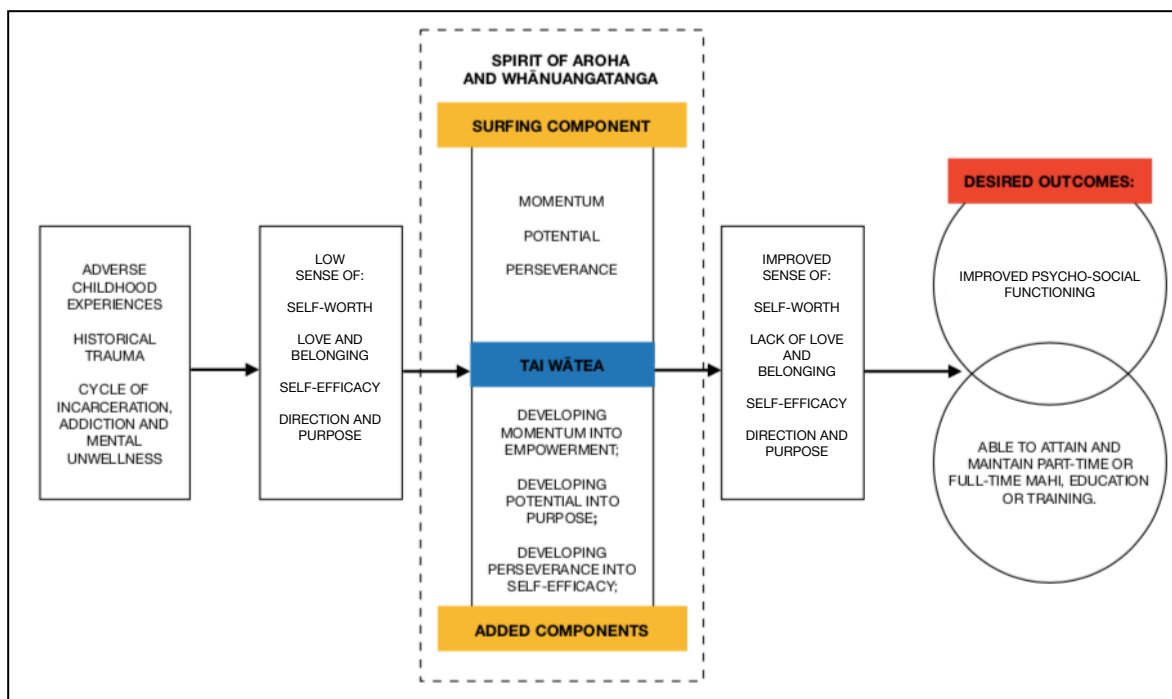 ADVERSE
CHILDHOOD
EXPERIENCES
HISTORICAL
TRAUMA
CYCLE OF
INCARCERATION,
ADDICTION AND
MENTAL
UNWELLNESS
LOW
SENSE OF:
SELF-WORTH
LOVE AND
BELONGING
SELF-EFFICACY
DIRECTION AND
PURPOSE
SPIRIT OF AROHA
AND WHĀNUANGATANGA
SURFING COMPONENT
MOMENTUM
POTENTIAL
PERSEVERANCE
TAI WĀTEA
DEVELOPING
MOMENTUM INTO
EMPOWERMENT;
DEVELOPING
POTENTIAL INTO
PURPOSE;
DEVELOPING
PERSEVERANCE INTO
SELF-EFFICACY;
ADDED COMPONENTS
IMPROVED
SENSE OF:
SELF-WORTH
LACK OF LOVE
AND
BELONGING
SELF-EFFICACY
DIRECTION AND
PURPOSE
DESIRED OUTCOMES:
IMPROVED PSYCHO-SOCIAL
FUNCTIONING
ABLE TO ATTAIN AND
MAINTAIN PART-TIME OR
FULL-TIME MAHI, EDUCATION
OR TRAINING.